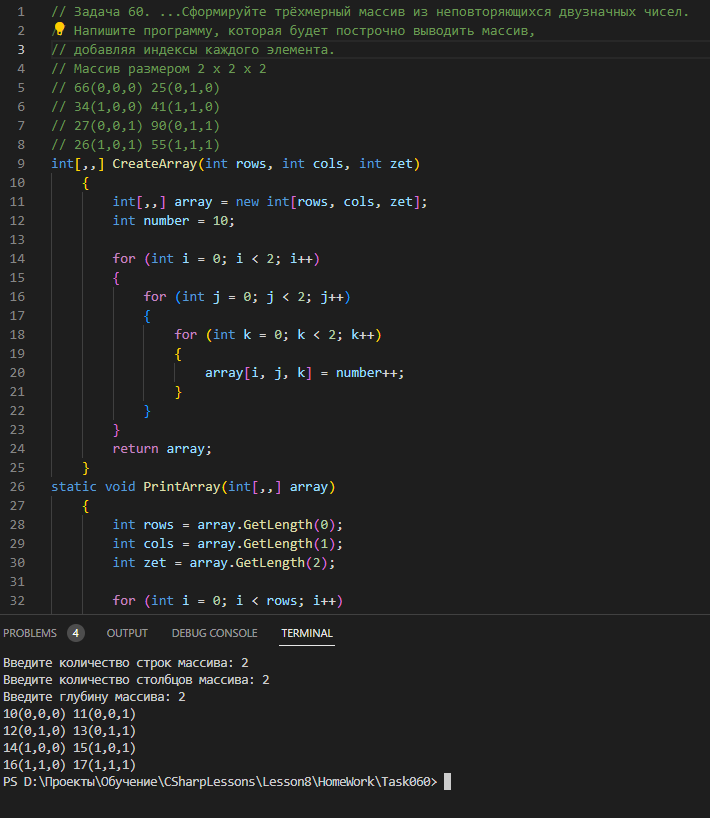 1 // Задача 60. ...Сформируйте трёхмерный массив из неповторяющихся двузначных чисел.
2 // Напишите программу, которая будет построчно выводить массив,
3 // добавляя индексы каждого элемента.
4 // Массив размером 2 x 2 x 2
5 // 66(0,0,0) 25(0,1,0)
6 // 34(1,0,0) 41(1,1,0)
7 // 27(0,0,1) 90(0,1,1)
8 // 26(1,0,1) 55(1,1,1)
9 int[,,] CreateArray(int rows, int cols, int zet)
10 {
11 int[,,] array = new int[rows, cols, zet];
12 int number = 10;
13
14 for (int i = 0; i < 2; i++)
15 {
16 for (int j = 0; j < 2; j++)
17 {
18 for (int k = 0; k < 2; k++)
19 {
20 array[i, j, k] = number++;
21 }
22 }
23 }
24 return array;
25 }
26 static void PrintArray(int[,,] array)
27 {
28 int rows = array.GetLength(0);
29 int cols = array.GetLength(1);
30 int zet = array.GetLength(2);
31
32 for (int i = 0; i < rows; i++)
PROBLEMS 4 OUTPUT DEBUG CONSOLE TERMINAL
Введите количество строк массива: 2
Введите количество столбцов массива: 2
Введите глубину массива: 2
10(0,0,0) 11(0,0,1)
12(0,1,0) 13(0,1,1)
14(1,0,0) 15(1,0,1)
16(1,1,0) 17(1,1,1)
PS D:\Проекты\Обучение\CSharpLessons\Lesson8\HomeWork\Task060>